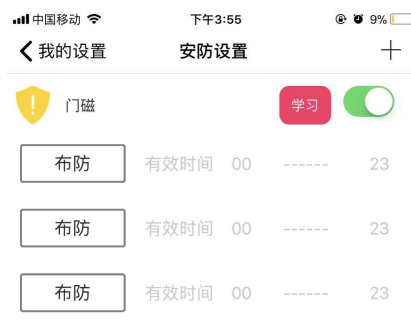 中国移动 下午3:55 9%
我的设置 安防设置
门磁 学习
布防 有效时间 00 ------ 23
布防 有效时间 00 ------ 23
布防 有效时间 00 ------ 23